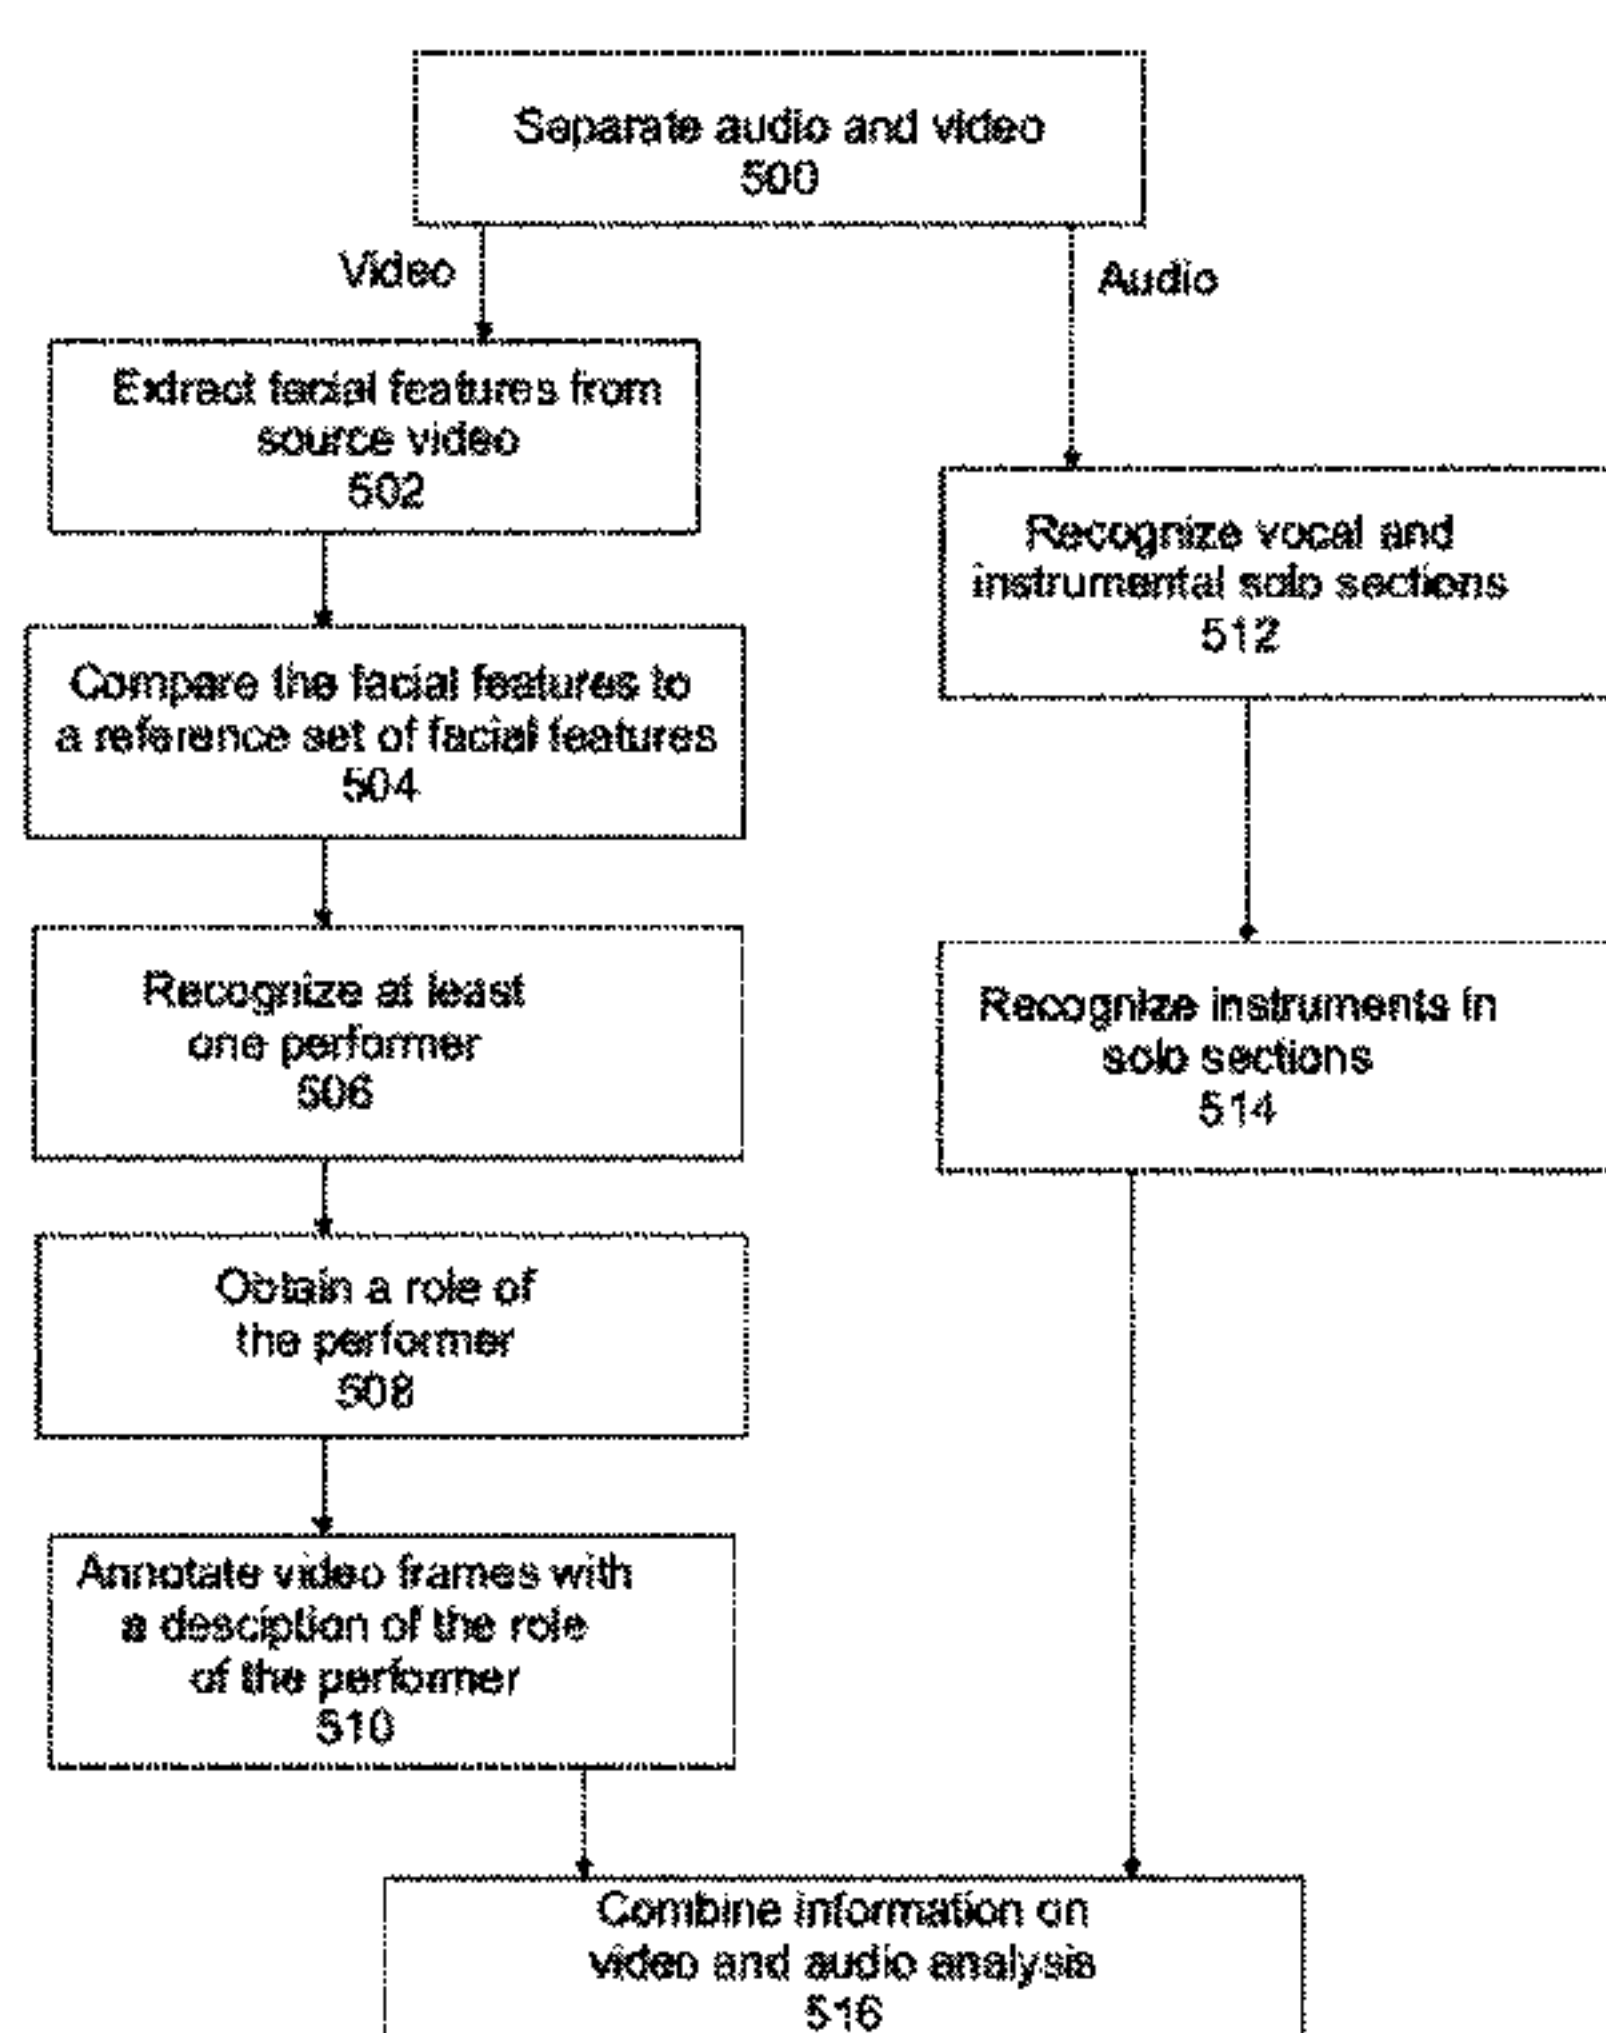 Separate audio and video
500
Video
Audio
Extract facial features from
source video
502
Compare the facial features to
a reference set of facial features
504
Recognize at least
one performer
506
Obtain a role of
the performer
508
Annotate video frames with
a desciption of the role
of the performer
510
Recognize vocal and
instrumental solo sections
512
Recognize instruments in
solo sections
514
Combine information on
video and audio analysis
516